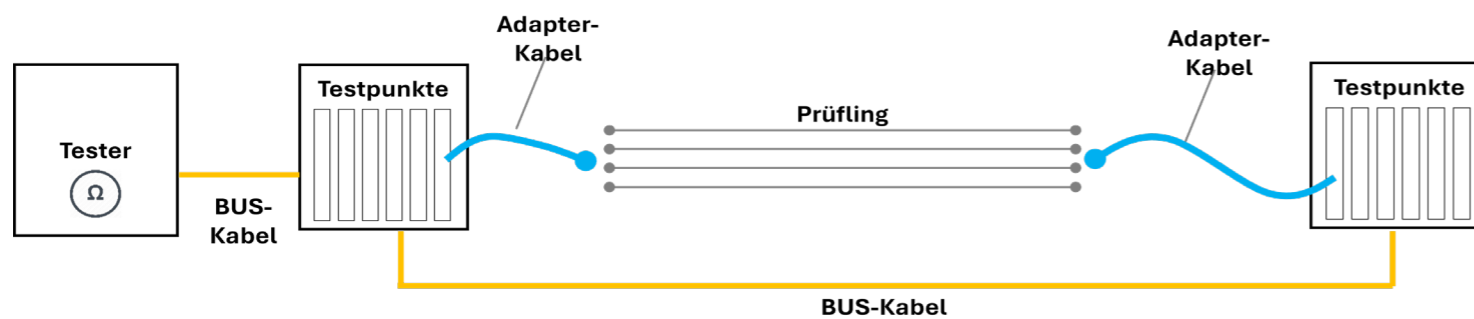 Adapter-
Kabel
Adapter-
Kabel
Testpunkte
Testpunkte
Prüfling
Tester
Ω
BUS-
Kabel
BUS-Kabel